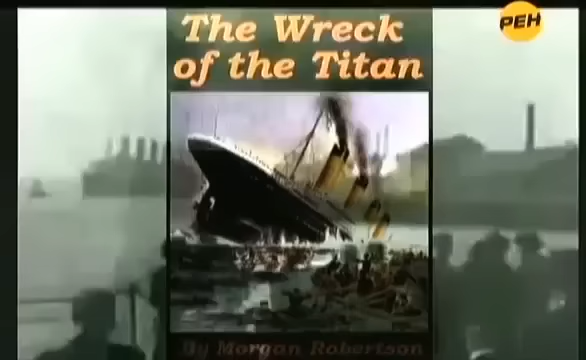 РЕН
The Wreck
of the Titan
By Morgan Robertson